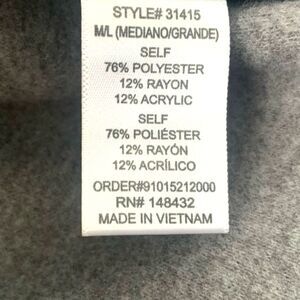 STYLE# 31415
M/L (MEDIANO/GRANDE)
SELF
76% POLYESTER
12% RAYON
12% ACRYLIC
SELF
76% POLIÉSTER
12% RAYÓN
12% ACRÍLICO
ORDER#91015212000
RN# 148432
MADE IN VIETNAM